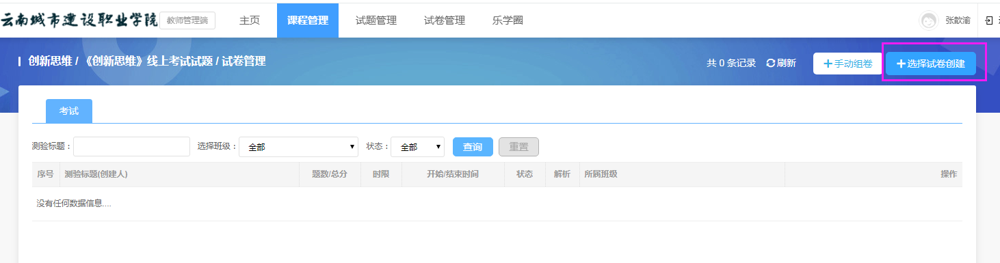 云南城市建设职业学院 教师管理端 主页 课程管理 试题管理 试卷管理 乐学圈 张歆渝
创新思维 / 《创新思维》线上考试试题 / 试卷管理 共 0 条记录 刷新 手动组卷 选择试卷创建
考试
测验标题： 选择班级： 全部 状态： 全部 查询 重置
序号 测验标题(创建人) 题数/总分 时限 开始/结束时间 状态 解析 所属班级 操作
没有任何数据信息....